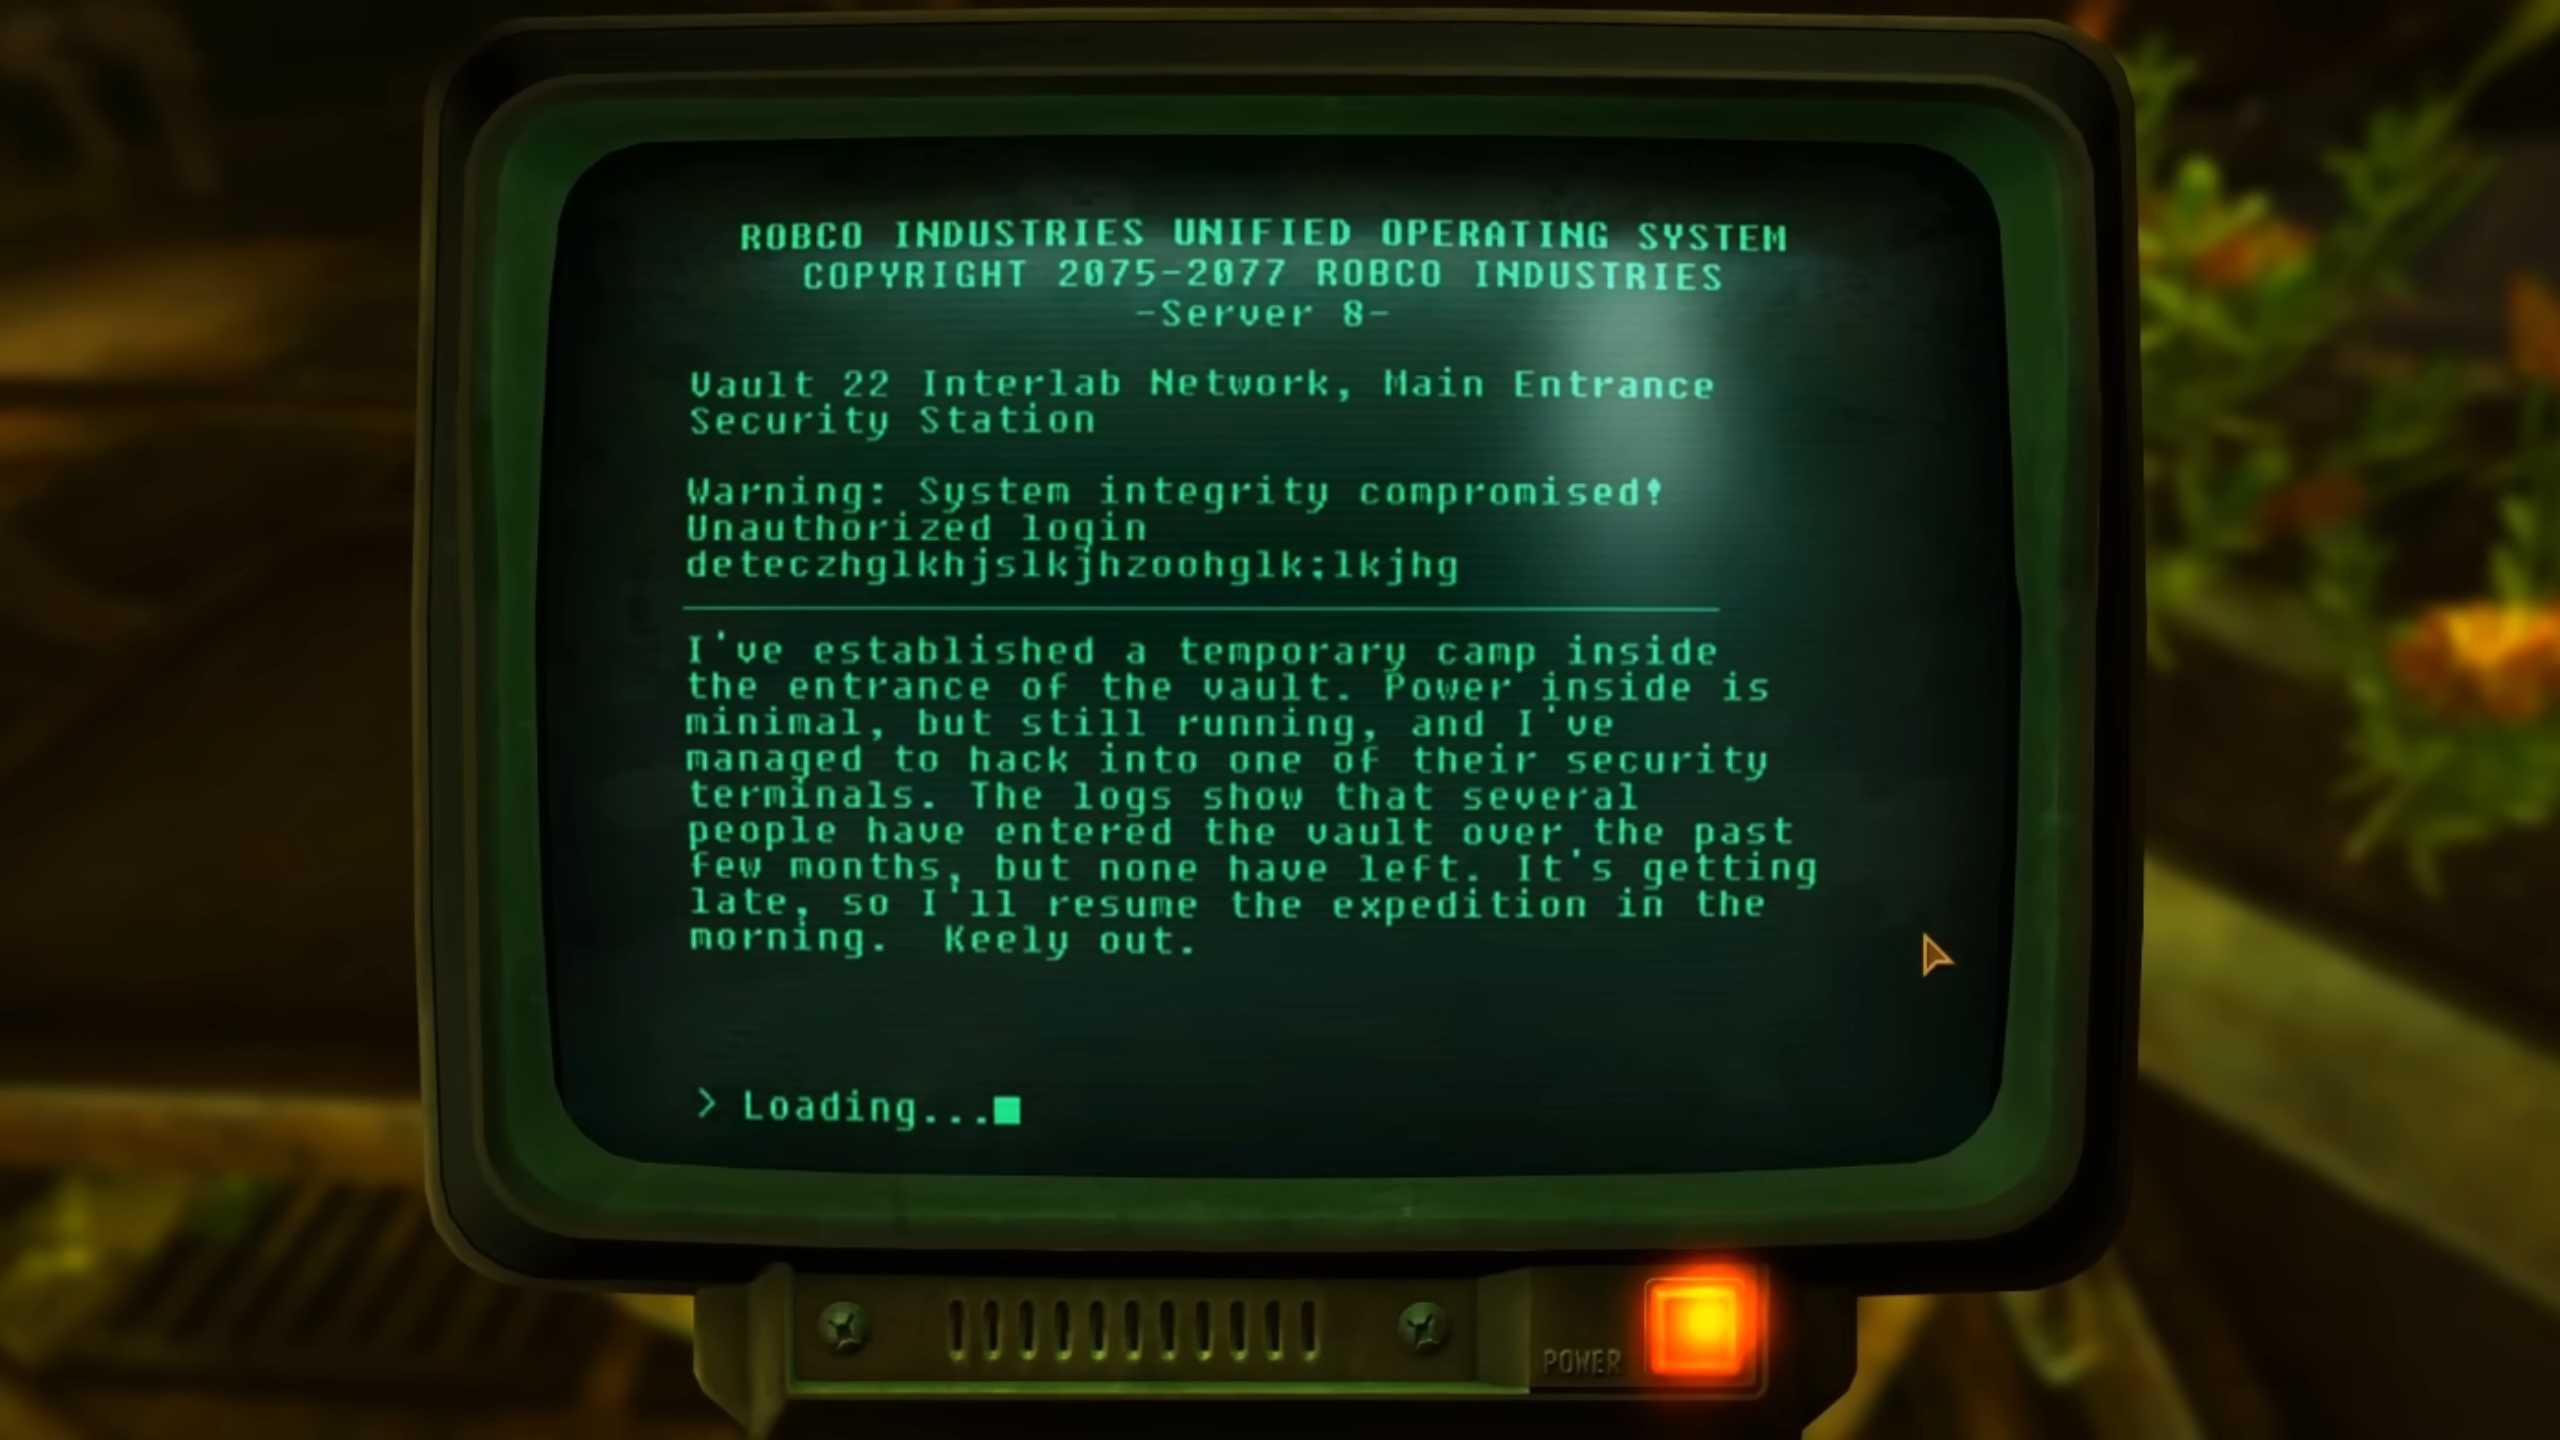 ROBCO INDUSTRIES UNIFIED OPERATING SYSTEM
COPYRIGHT 2075-2077 ROBCO INDUSTRIES
-Server 8-
Vault 22 Interlab Network, Main Entrance
Security Station
Warning: System integrity compromised!
Unauthorized login
deteczhglkhjslkjhzoohglk;lkjhg
I've established a temporary camp inside
the entrance of the vault. Power inside is
minimal, but still running, and I've
managed to hack into one of their security
terminals. The logs show that several
people have entered the vault over the past
few months, but none have left. It's getting
late, so I'll resume the expedition in the
morning.  Keely out.
> Loading...
POWER